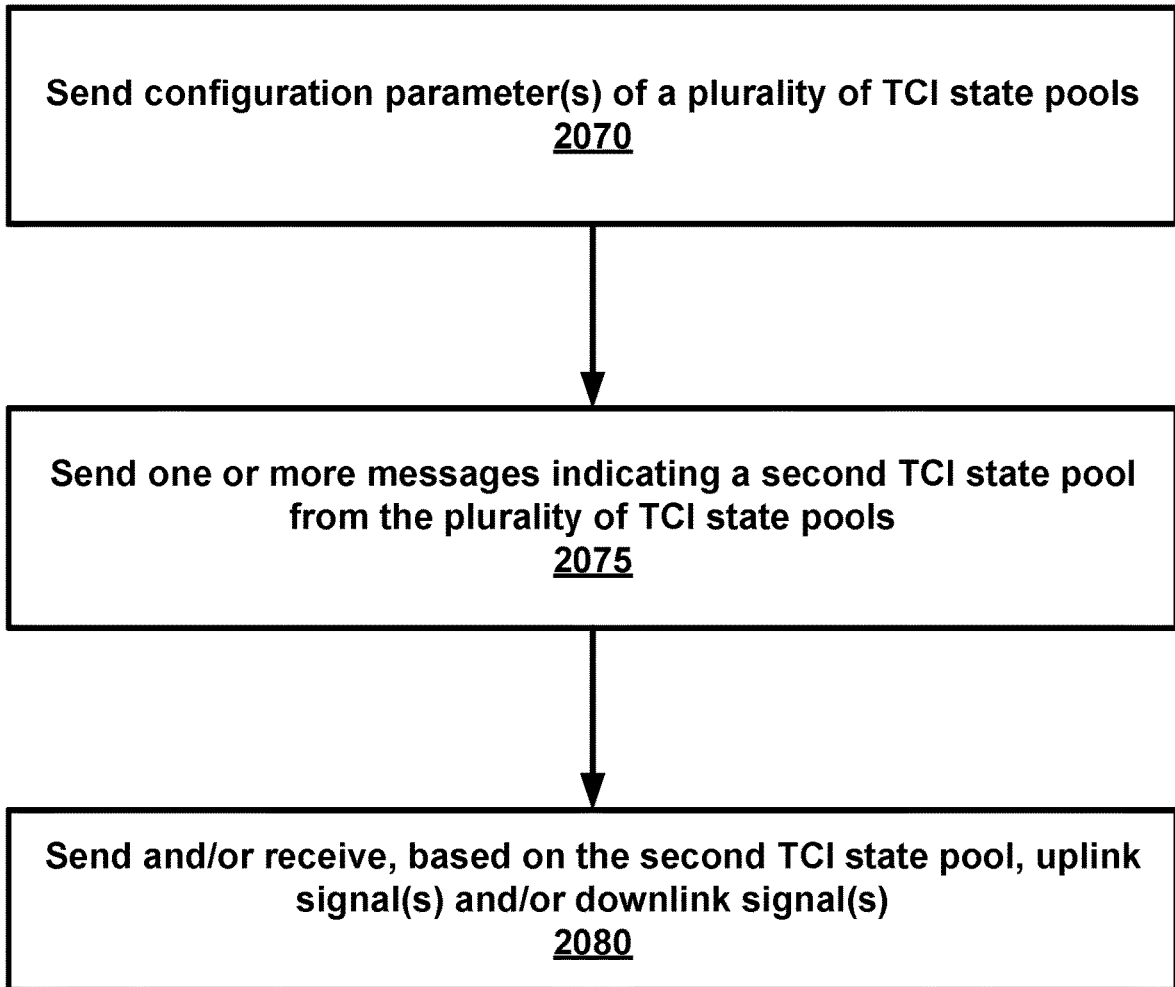 Send configuration parameter(s) of a plurality of TCI state pools
2070
Send one or more messages indicating a second TCI state pool
from the plurality of TCI state pools
2075
Send and/or receive, based on the second TCI state pool, uplink
signal(s) and/or downlink signal(s)
2080